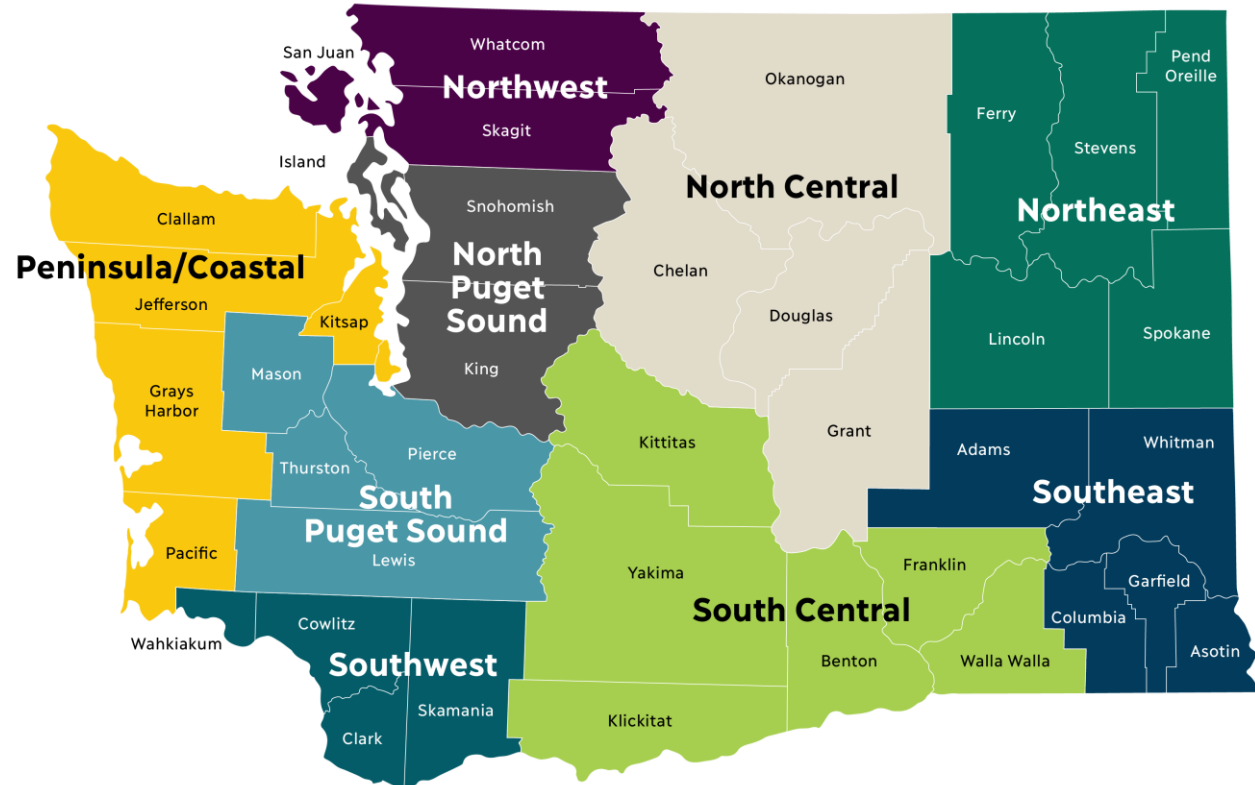 Whatcom
San Juan
Northwest
Skagit
Island
Okanogan
Pend
Oreille
Ferry
Stevens
North Central
Northeast
Snohomish
North
Puget
Sound
King
Clallam
Peninsula/Coastal
Jefferson
Kitsap
Chelan
Douglas
Lincoln
Spokane
Mason
Grays
Harbor
Grant
Kittitas
Adams
Whitman
Southeast
Thurston
Pierce
South
Puget Sound
Lewis
Pacific
Yakima
Franklin
South Central
Garfield
Columbia
Asotin
Wahkiakum
Cowlitz
Southwest
Skamania
Clark
Benton
Walla Walla
Klickitat